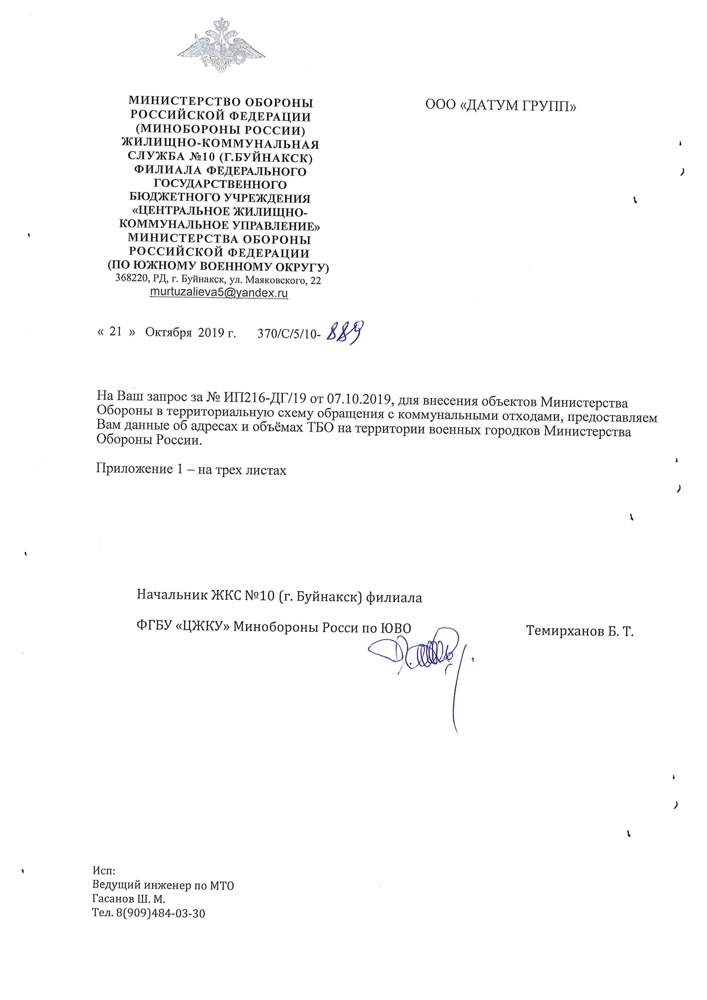 МИНИСТЕРСТВО ОБОРОНЫ
РОССИЙСКОЙ ФЕДЕРАЦИИ
(МИНОБОРОНЫ РОССИИ)
ЖИЛИЩНО-КОММУНАЛЬНАЯ
СЛУЖБА №10 (Г.БУЙНАКСК)
ФИЛИАЛА ФЕДЕРАЛЬНОГО
ГОСУДАРСТВЕННОГО
БЮДЖЕТНОГО УЧРЕЖДЕНИЯ
«ЦЕНТРАЛЬНОЕ ЖИЛИЩНО-
КОММУНАЛЬНОЕ УПРАВЛЕНИЕ»
МИНИСТЕРСТВА ОБОРОНЫ
РОССИЙСКОЙ ФЕДЕРАЦИИ
(ПО ЮЖНОМУ ВОЕННОМУ ОКРУГУ)
368220, РД, г. Буйнакск, ул. Маяковского, 22
murtuzalieva5@yandex.ru
ООО «ДАТУМ ГРУПП»
« 21 » Октября 2019 г. 370/С/5/10- 889
На Ваш запрос за № ИП216-ДГ/19 от 07.10.2019, для внесения объектов Министерства
Обороны в территориальную схему обращения с коммунальными отходами, предоставляем
Вам данные об адресах и объёмах ТБО на территории военных городков Министерства
Обороны России.
Приложение 1 – на трех листах
Начальник ЖКС №10 (г. Буйнакск) филиала
ФГБУ «ЦЖКУ» Минобороны Росси по ЮВО Темирханов Б. Т.
Исп:
Ведущий инженер по МТО
Гасанов Ш. М.
Тел. 8(909)484-03-30